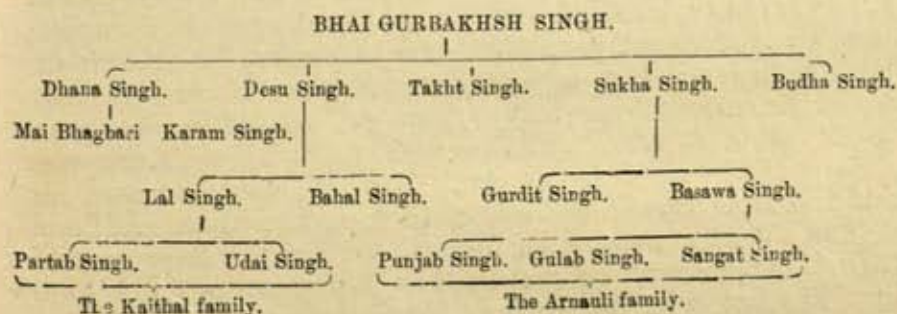 BHAI GURBAKHSH SINGH.
Dhana Singh. Desu Singh. Takht Singh. Sukha Singh. Budha Singh.
Mai Bhagbari Karam Singh.
Lal Singh. Bahal Singh. Gurdit Singh. Basawa Singh.
Partab Singh. Udai Singh. Punjab Singh. Gulab Singh. Sangat Singh.
The Kaithal family. The Arnauli family.